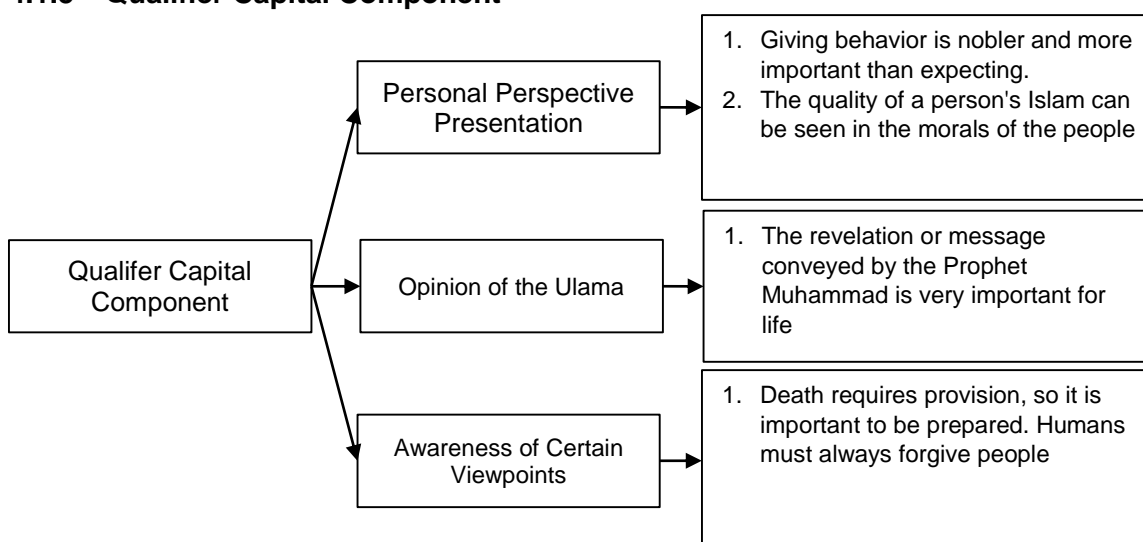 Qualifer Capital Component
Personal Perspective
Presentation
1. Giving behavior is nobler and more
important than expecting.
2. The quality of a person's Islam can
be seen in the morals of the people
Qualifer Capital
Component
Opinion of the Ulama
1. The revelation or message
conveyed by the Prophet
Muhammad is very important for
life
Awareness of Certain
Viewpoints
1. Death requires provision, so it is
important to be prepared. Humans
must always forgive people